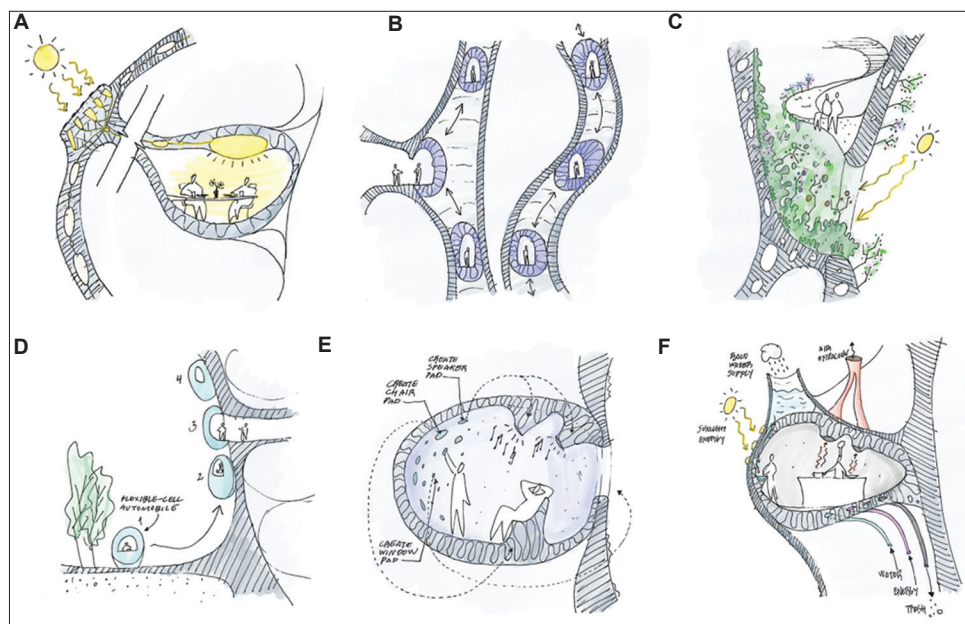 A
B
C
D
4
3
2
1
FLEXIBLE-CELL
AUTOMOBILE
E
CREATE
SPEAKER
PAD
CREATE
CHAIR
PAD
CREATE
WINDOW
PAD
F
WATER
SUPPLY
AIR
SUNLIGHT
ENERGY
WATER
ENERGY
TRASH